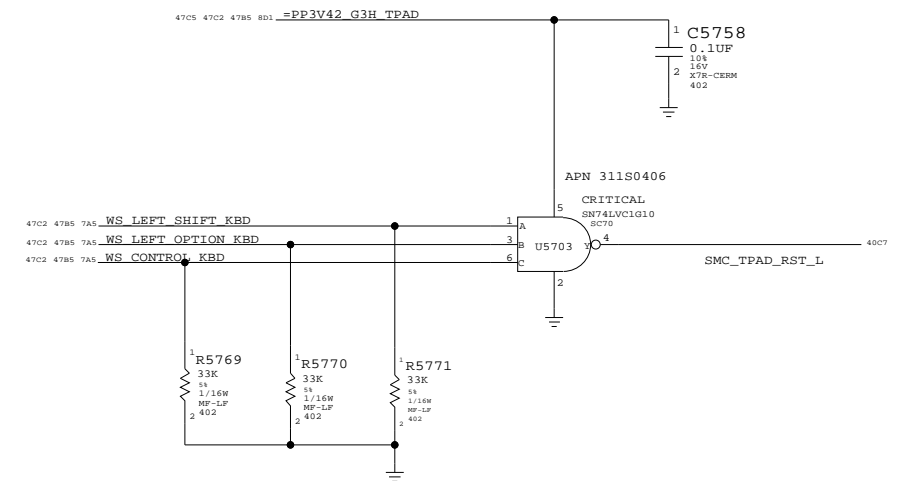 47C5 47C2 47B5 8D1 =PP3V42_G3H_TPAD
1 C5758
0.1UF
10%
16V
2 X7R-CERM
402
APN 311S0406
5 CRITICAL
SN74LVC1G10
SC70
47C2 47B5 7A5 WS_LEFT_SHIFT_KBD 1 A
47C2 47B5 7A5 WS_LEFT_OPTION_KBD 3 B U5703 Y 4 40C7
47C2 47B5 7A5 WS_CONTROL_KBD 6 C
SMC_TPAD_RST_L
2
1 R5769
33K
5%
1/16W
MF-LF
2 402
1 R5770
33K
5%
1/16W
MF-LF
2 402
1 R5771
33K
5%
1/16W
MF-LF
2 402